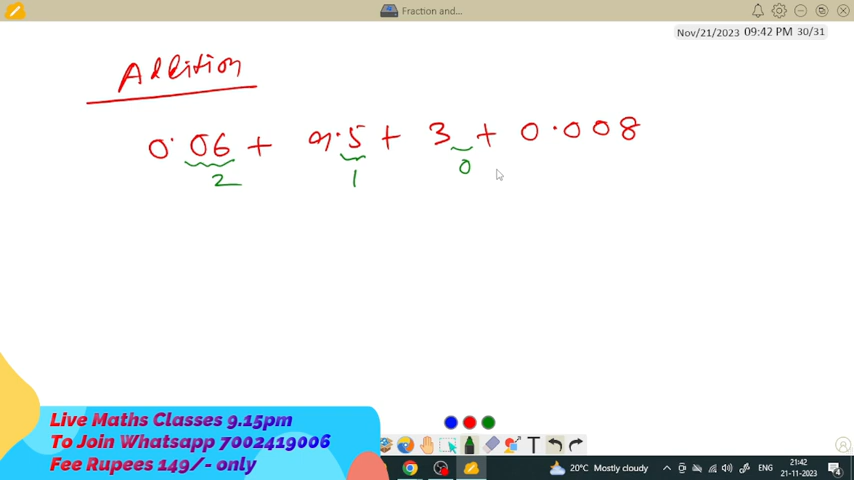 Fraction and...
Nov/21/2023 09:42 PM 30/31
Addition
0.06 + 9.5 + 3 + 0.008
2 1 0
Live Maths Classes 9.15pm
To Join Whatsapp 7002419006
Fee Rupees 149/- only
T
20°C Mostly cloudy
ENG
21:42
21-11-2023
4